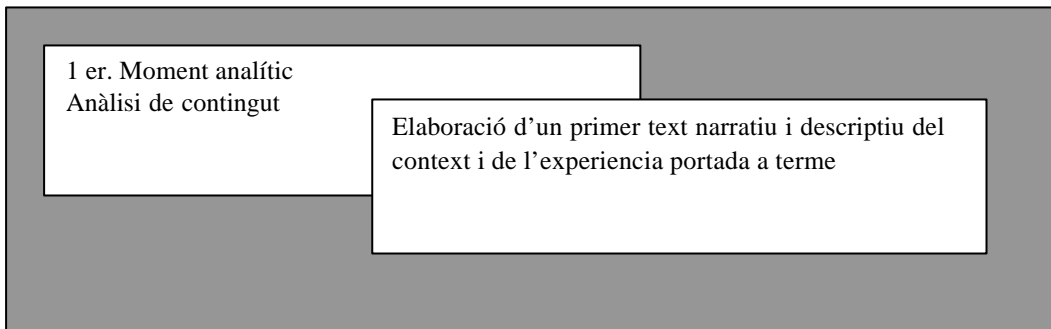 1 er. Moment analític
Anàlisi de contingut
Elaboració d’un primer text narratiu i descriptiu del
context i de l’experiencia portada a terme